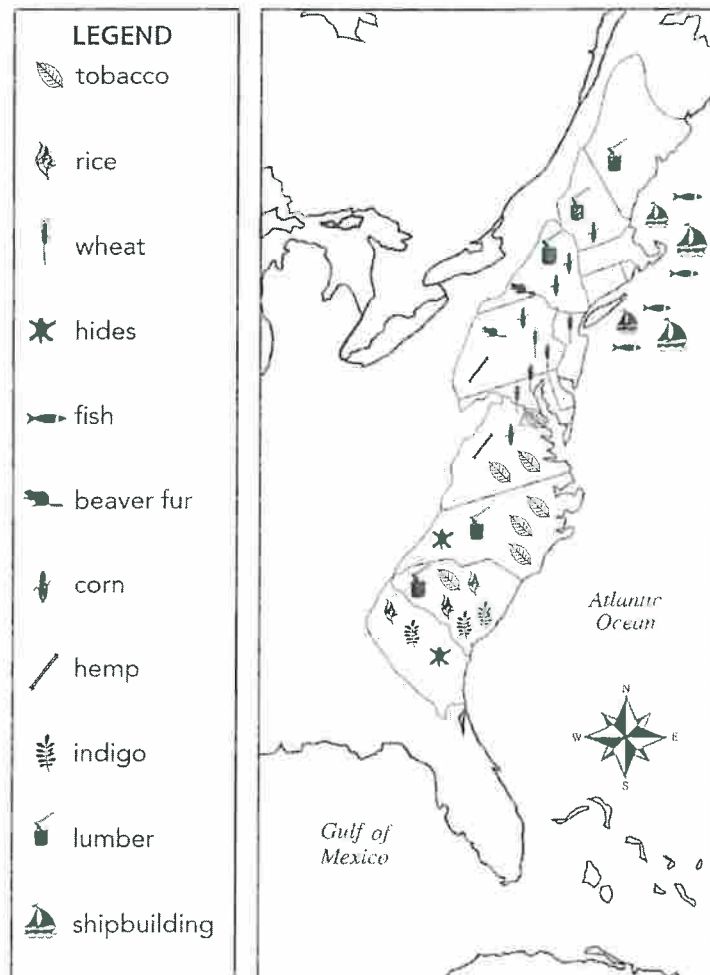 LEGEND
tobacco
rice
wheat
hides
fish
beaver fur
corn
hemp
indigo
lumber
shipbuilding
Atlantic
Ocean
N
W E
S
Gulf of
Mexico